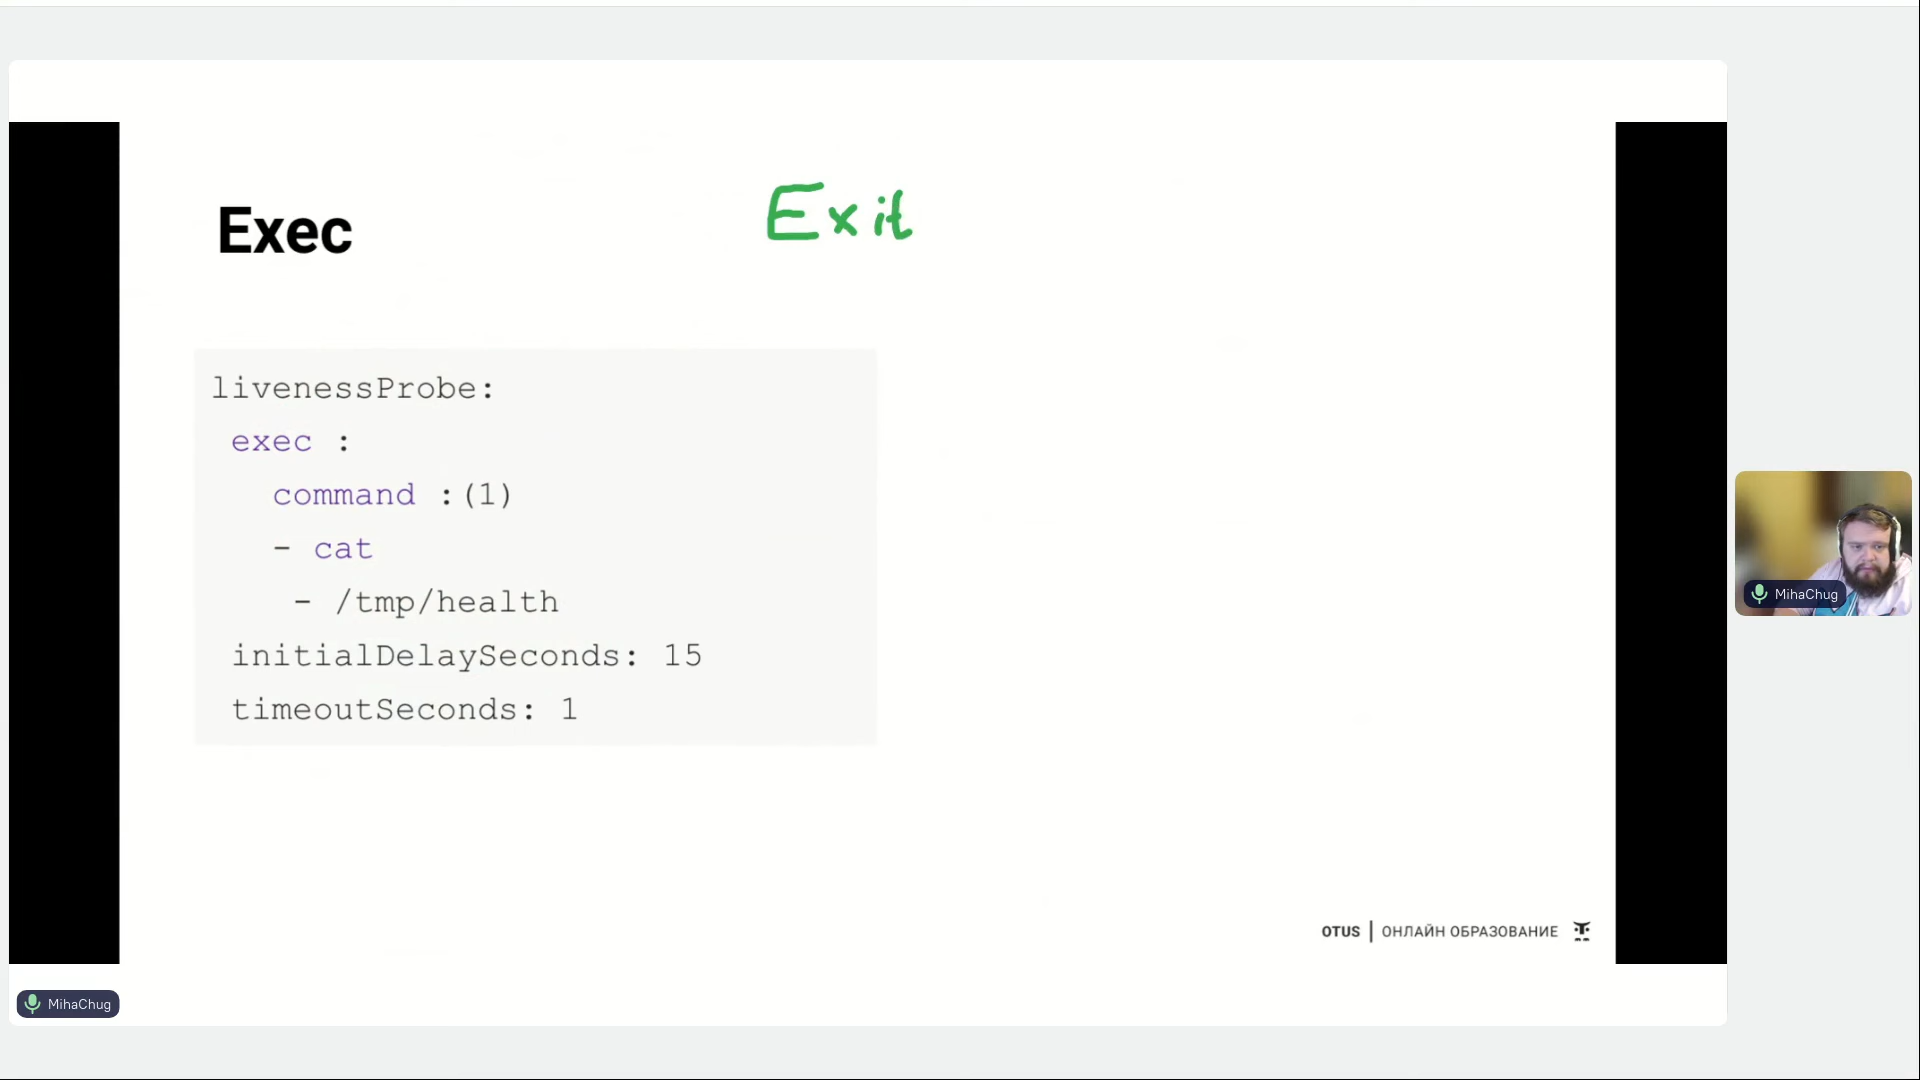 Exec
Exit
livenessProbe:
exec :
command :(1)
- cat
- /tmp/health
initialDelaySeconds: 15
timeoutSeconds: 1
OTUS | ОНЛАЙН ОБРАЗОВАНИЕ
MihaChug
MihaChug